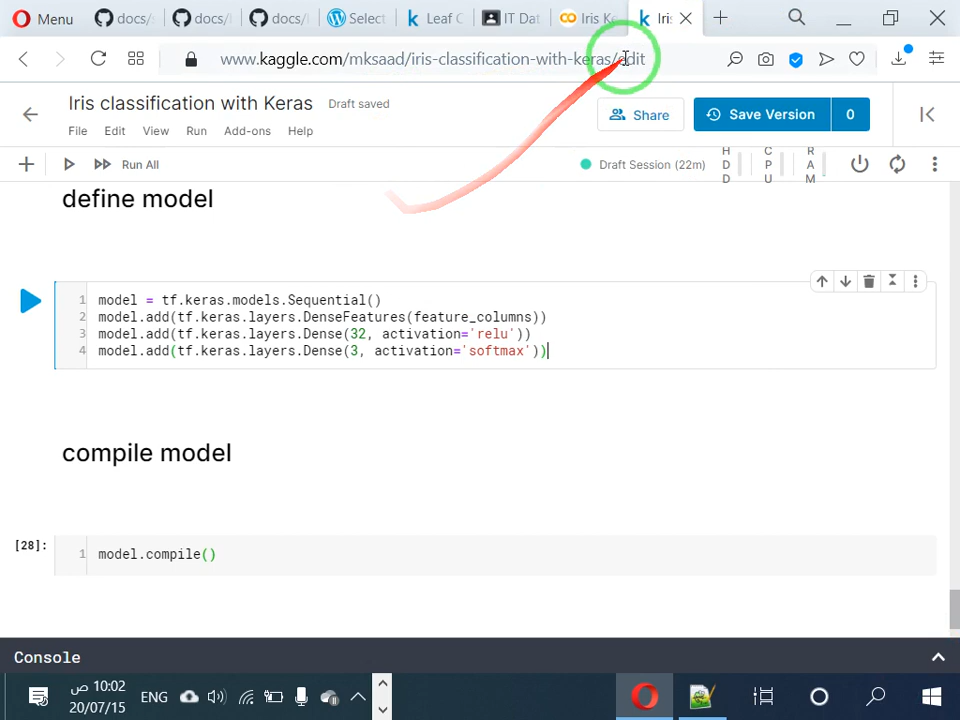 Menu docs/ docs/ docs/ Select Leaf C IT Dat Iris Ke Iris
www.kaggle.com/mksaad/iris-classification-with-keras/edit
Iris classification with Keras Draft saved
Share Save Version 0
File Edit View Run Add-ons Help
Run All Draft Session (22m) HDD CPU RAM
define model
1 model = tf.keras.models.Sequential()
2 model.add(tf.keras.layers.DenseFeatures(feature_columns))
3 model.add(tf.keras.layers.Dense(32, activation='relu'))
4 model.add(tf.keras.layers.Dense(3, activation='softmax'))
compile model
[28]:
1 model.compile()
Console
10:02 ص ENG
20/07/15